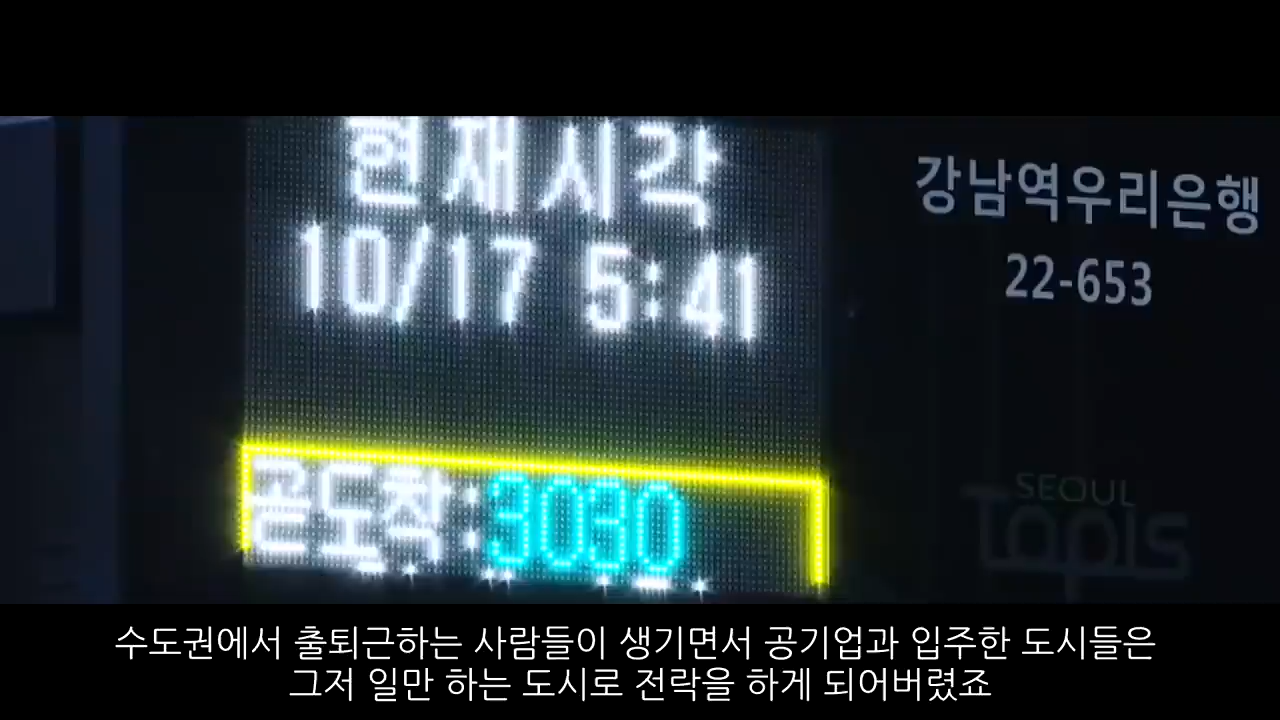 현재시각
10/17 5:41
곧도착:3030
강남역우리은행
22-653
SEOUL
Topis
수도권에서 출퇴근하는 사람들이 생기면서 공기업과 입주한 도시들은
그저 일만 하는 도시로 전락을 하게 되어버렸죠